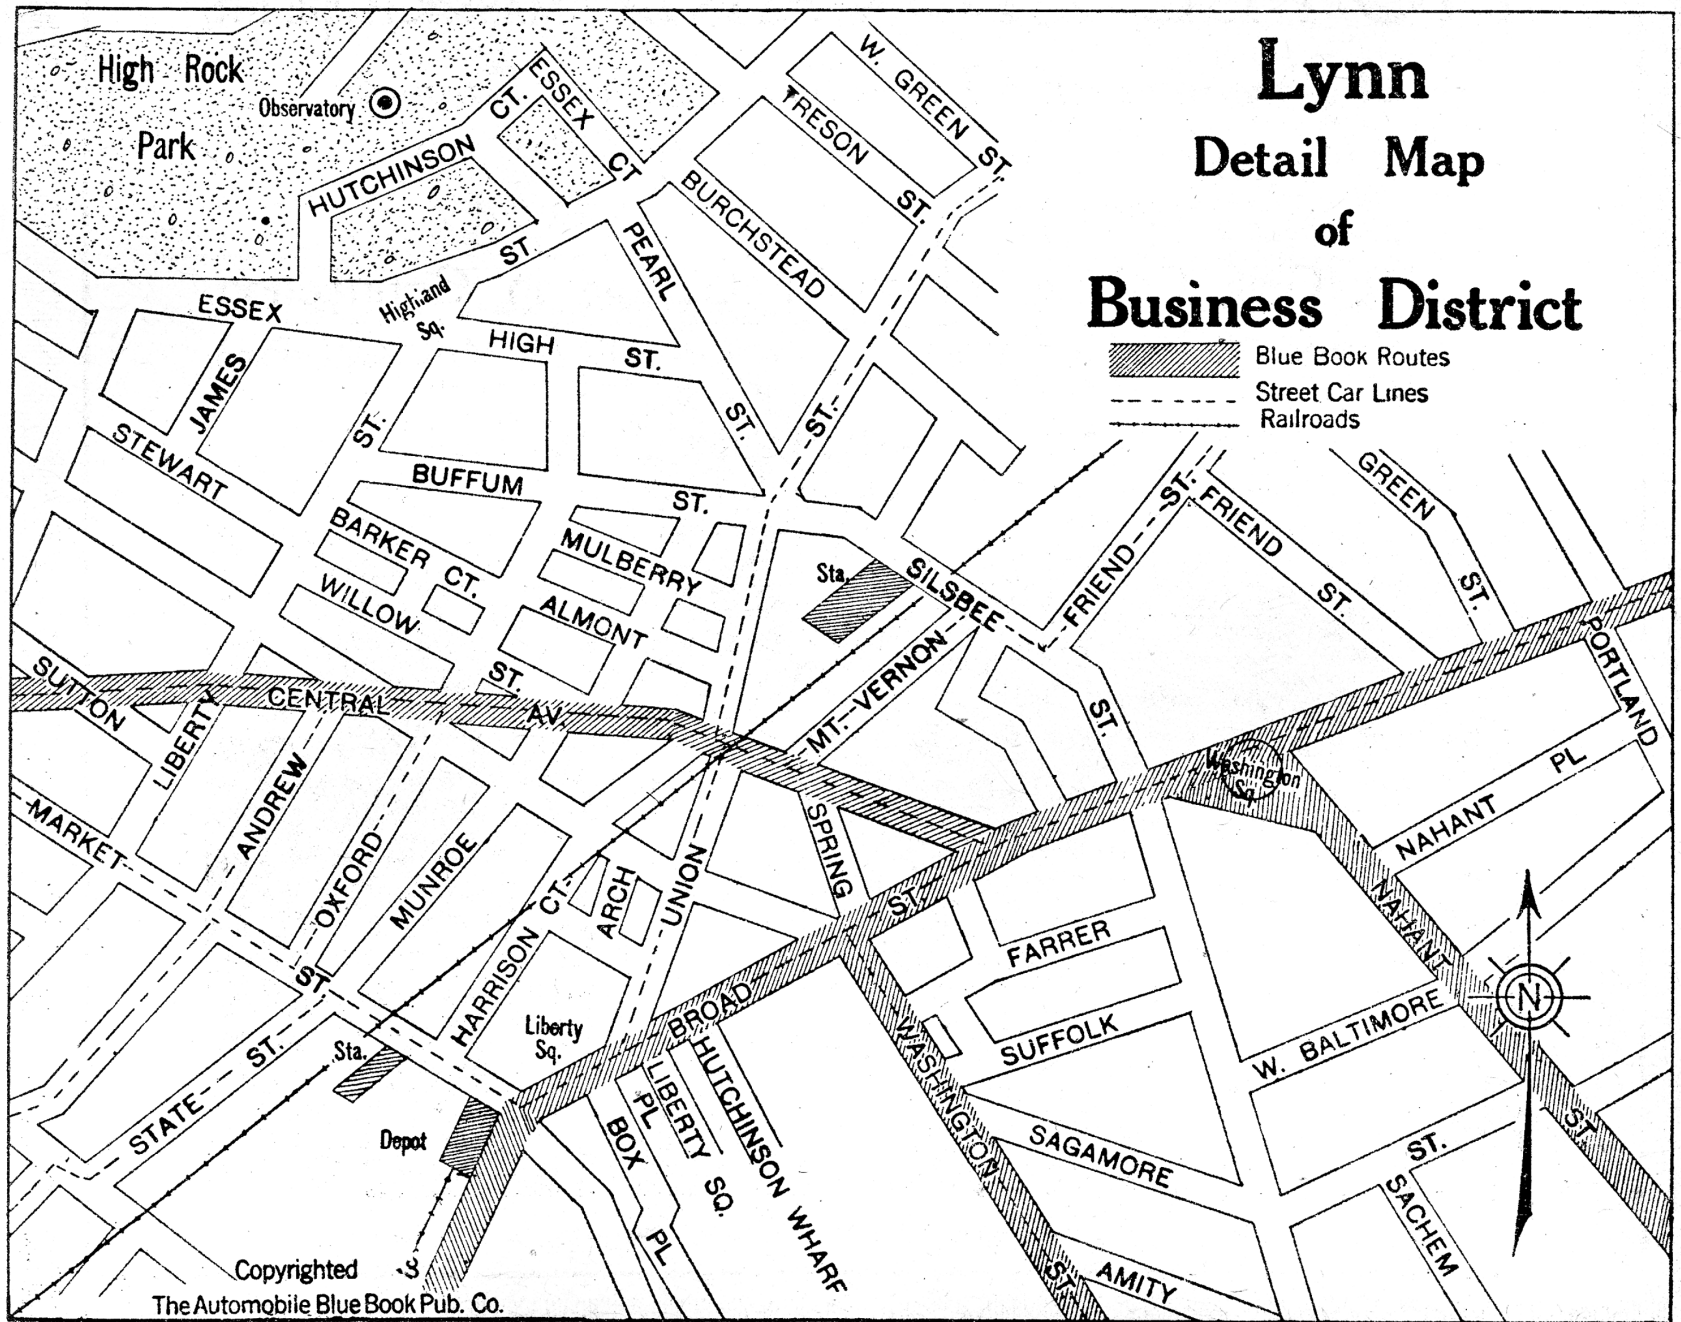 Lynn
Detail Map
of
Business District
Blue Book Routes
Street Car Lines
Railroads
High Rock
Park
Observatory
HUTCHINSON CT.
ESSEX CT
W. GREEN ST.
TRESON ST.
BURCHSTEAD
PEARL ST.
ESSEX ST.
Highland
Sq.
HIGH ST.
JAMES
ST.
ST.
STEWART
BUFFUM ST.
BARKER CT.
MULBERRY
WILLOW ST.
ALMONT
Sta.
SILSBEE ST.
FRIEND ST.
FRIEND ST.
GREEN ST.
PORTLAND
MT. VERNON
SUTTON
CENTRAL AV.
LIBERTY
ANDREW
OXFORD
MUNROE
MARKET ST
HARRISON CT.
ARCH
UNION
SPRING
Washington
Sq.
NAHANT PL
NAHANT ST.
BROAD ST.
FARRER
SUFFOLK
W. BALTIMORE ST.
WASHINGTON ST.
SAGAMORE
SACHEM
AMITY
Liberty
Sq.
Sta.
STATE ST.
Depot
BOX PL
LIBERTY SQ.
PL
HUTCHINSON WHARF
N
S
Copyrighted
The Automobile Blue Book Pub. Co.